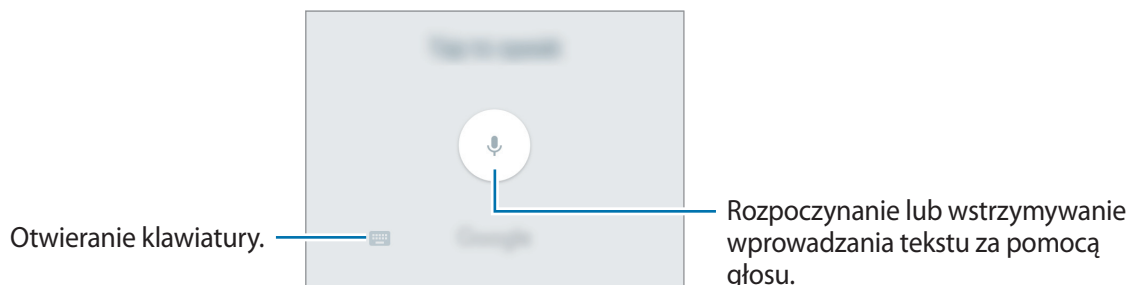 Otwieranie klawiatury.
Rozpoczynanie lub wstrzymywanie
wprowadzania tekstu za pomocą
głosu.